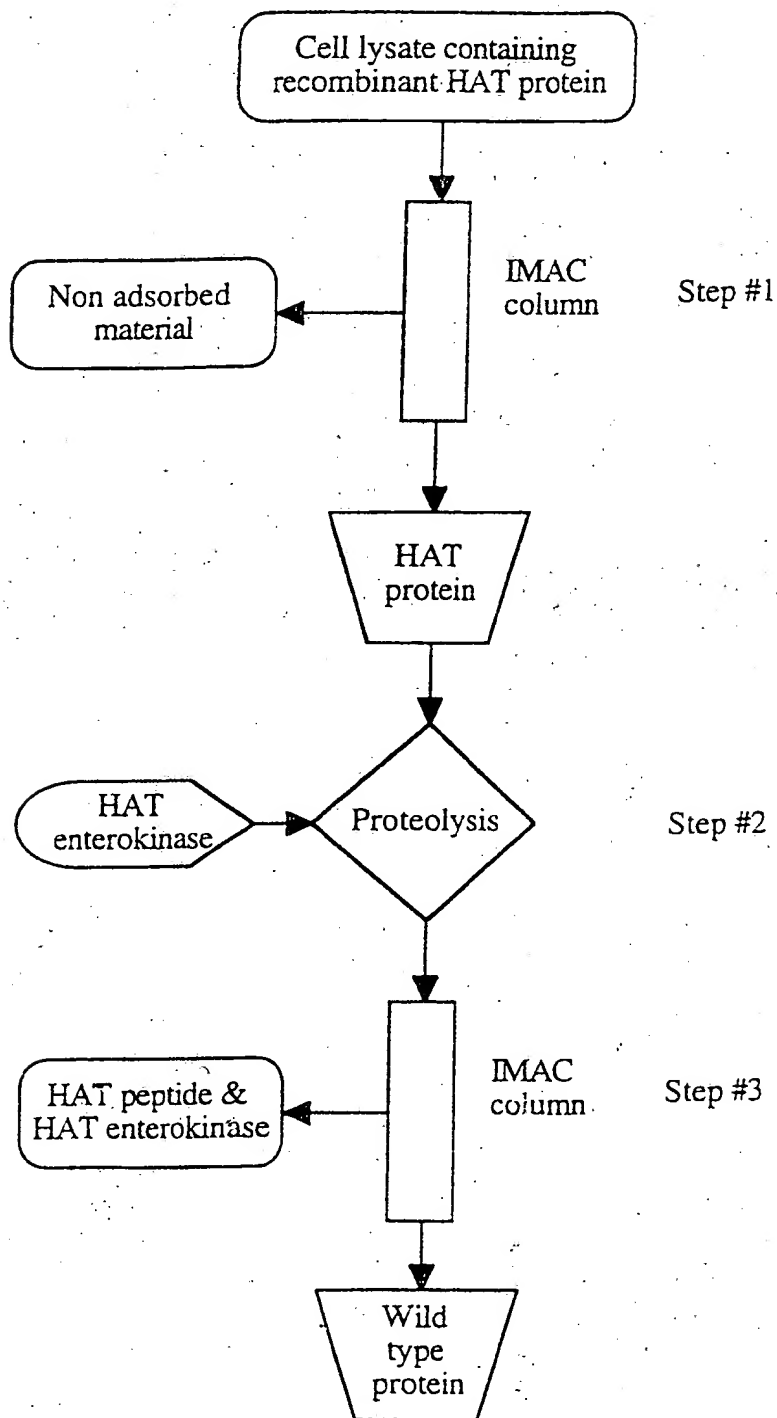 Cell lysate containing
recombinant HAT protein
IMAC
column
Step #1
Non adsorbed
material
HAT
protein
HAT
enterokinase
Proteolysis
Step #2
IMAC
column
Step #3
HAT peptide &
HAT enterokinase
Wild
type
protein